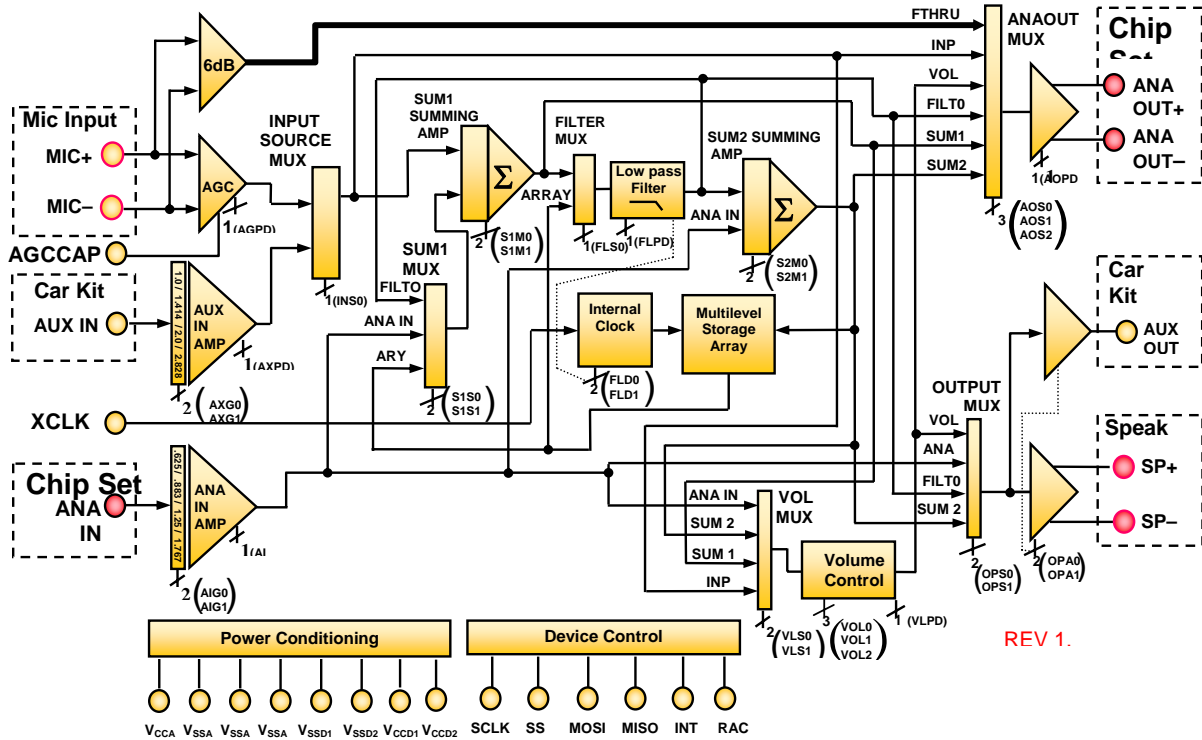 FTHRU
ANAOUT
MUX
Chip
Set
6dB
INP
VOL
ANA
OUT+
FILT0
SUM1
SUM2
ANA
OUT–
1(AOPD
3 (AOS0
AOS1
AOS2)
Mic Input
MIC+
MIC–
AGC
1(AGPD)
AGCCAP
INPUT
SOURCE
MUX
1(INS0)
SUM1
SUMMING
AMP
Σ
2 (S1M0
S1M1)
FILTER
MUX
ARRAY
1(FLS0)
Low pass
Filter
1(FLPD)
SUM2 SUMMING
AMP
ANA IN
Σ
2 (S2M0
S2M1)
Car Kit
AUX IN
1.0 / 1.414 / 2.0 / 2.828
AUX
IN
AMP
1(AXPD)
2 (AXG0
AXG1)
SUM1
MUX
FILTO
ANA IN
ARY
2 (S1S0
S1S1)
Internal
Clock
2 (FLD0
FLD1)
Multilevel
Storage
Array
Car
Kit
AUX
OUT
XCLK
Chip Set
ANA
IN
.625 / .883 / 1.25 / 1.767
ANA
IN
AMP
1(AI
2 (AIG0
AIG1)
OUTPUT
MUX
VOL
ANA
FILT0
SUM 2
2 (OPS0
OPS1)
2 (OPA0
OPA1)
Speak
SP+
SP–
VOL
MUX
ANA IN
SUM 2
SUM 1
INP
2 (VLS0
VLS1)
Volume
Control
3 (VOL0
VOL1
VOL2)
1 (VLPD)
REV 1.
Power Conditioning
VCCA VSSA VSSA VSSA VSSD1 VSSD2 VCCD1 VCCD2
Device Control
SCLK SS MOSI MISO INT RAC